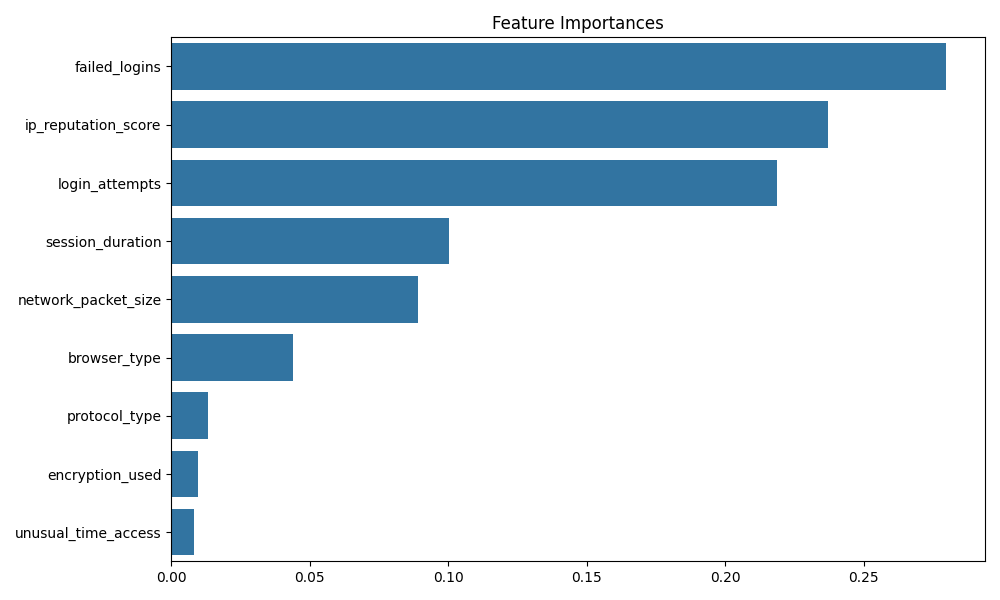 Feature Importances
failed_logins
ip_reputation_score
login_attempts
session_duration
network_packet_size
browser_type
protocol_type
encryption_used
unusual_time_access
0.00 0.05 0.10 0.15 0.20 0.25